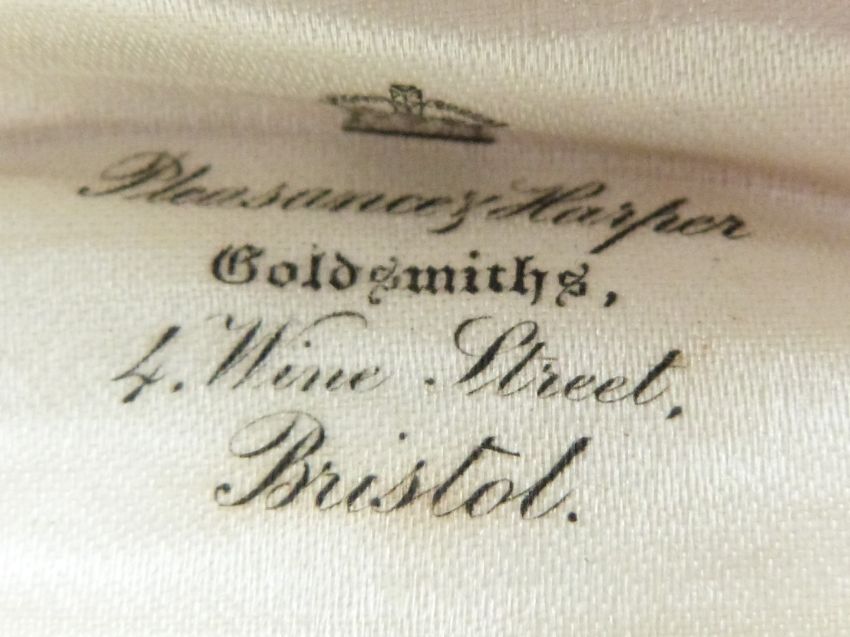 Pleasance & Harper
Goldsmiths,
4, Wine Street,
Bristol.